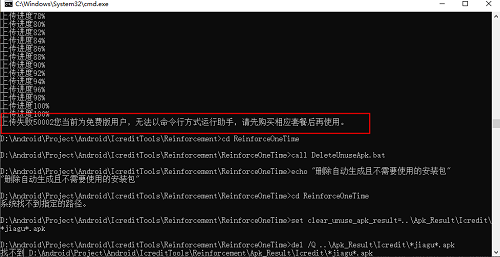 C:\Windows\System32\cmd.exe
上传进度78%
上传进度80%
上传进度82%
上传进度84%
上传进度86%
上传进度88%
上传进度90%
上传进度92%
上传进度94%
上传进度96%
上传进度98%
上传进度100%
上传进度100%
上传失败50002您当前为免费版用户，无法以命令行方式运行助手，请先购买相应套餐后再使用。
D:\Android\Project\Android\IcreditTools\Reinforcement>cd ReinforceOneTime
D:\Android\Project\Android\IcreditTools\Reinforcement\ReinforceOneTime>call DeleteUnuseApk.bat
D:\Android\Project\Android\IcreditTools\Reinforcement\ReinforceOneTime>echo “删除自动生成且不需要使用的安装包”
“删除自动生成且不需要使用的安装包”
D:\Android\Project\Android\IcreditTools\Reinforcement\ReinforceOneTime>cd ReinforceOneTime
系统找不到指定的路径。
D:\Android\Project\Android\IcreditTools\Reinforcement\ReinforceOneTime>set clear_unuse_apk_result=..\Apk_Result\Icredit\
*jiagu*.apk
D:\Android\Project\Android\IcreditTools\Reinforcement\ReinforceOneTime>del /Q ..\Apk_Result\Icredit\*jiagu*.apk
找不到 D:\Android\Project\Android\IcreditTools\Reinforcement\Apk_Result\Icredit\*jiagu*.apk